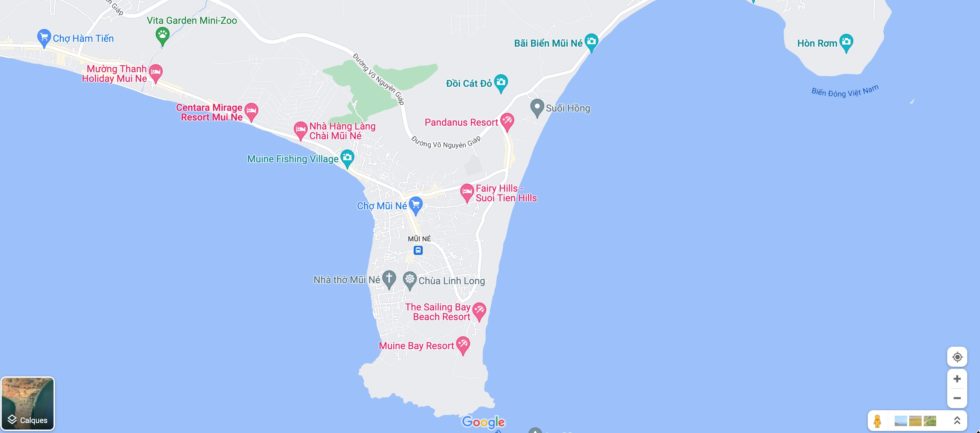 Vita Garden Mini-Zoo
Chợ Hàm Tiến
Mường Thanh
Holiday Mui Ne
Centara Mirage
Resort Mui Ne
Nhà Hàng Làng
Chài Mũi Né
Muine Fishing Village
Đường Võ Nguyên Giáp
Đồi Cát Đỏ
Bãi Biển Mũi Né
Hòn Rơm
Biển Đông Việt Nam
Suối Hồng
Pandanus Resort
Đường Võ Nguyên Giáp
Fairy Hills -
Suoi Tien Hills
Chợ Mũi Né
MŨI NÉ
Nhà thờ Mũi Né
Chùa Linh Long
The Sailing Bay
Beach Resort
Muine Bay Resort
Calques
Google